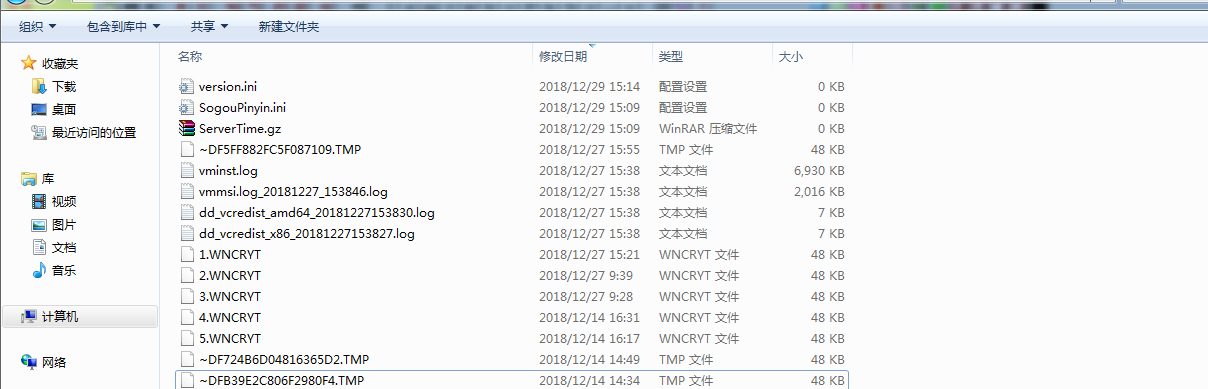 组织 包含到库中 共享 新建文件夹
收藏夹
下载
桌面
最近访问的位置
库
视频
图片
文档
音乐
计算机
网络
名称 修改日期 类型 大小
version.ini 2018/12/29 15:14 配置设置 0 KB
SogouPinyin.ini 2018/12/29 15:09 配置设置 0 KB
ServerTime.gz 2018/12/29 15:09 WinRAR 压缩文件 0 KB
~DF5FF882FC5F087109.TMP 2018/12/27 15:55 TMP 文件 48 KB
vminst.log 2018/12/27 15:38 文本文档 6,930 KB
vmmsi.log_20181227_153846.log 2018/12/27 15:38 文本文档 2,016 KB
dd_vcredist_amd64_20181227153830.log 2018/12/27 15:38 文本文档 7 KB
dd_vcredist_x86_20181227153827.log 2018/12/27 15:38 文本文档 7 KB
1.WNCRYT 2018/12/27 15:21 WNCRYT 文件 48 KB
2.WNCRYT 2018/12/27 9:39 WNCRYT 文件 48 KB
3.WNCRYT 2018/12/27 9:28 WNCRYT 文件 48 KB
4.WNCRYT 2018/12/14 16:31 WNCRYT 文件 48 KB
5.WNCRYT 2018/12/14 16:17 WNCRYT 文件 48 KB
~DF724B6D04816365D2.TMP 2018/12/14 14:49 TMP 文件 48 KB
~DFB39E2C806F2980F4.TMP 2018/12/14 14:34 TMP 文件 48 KB